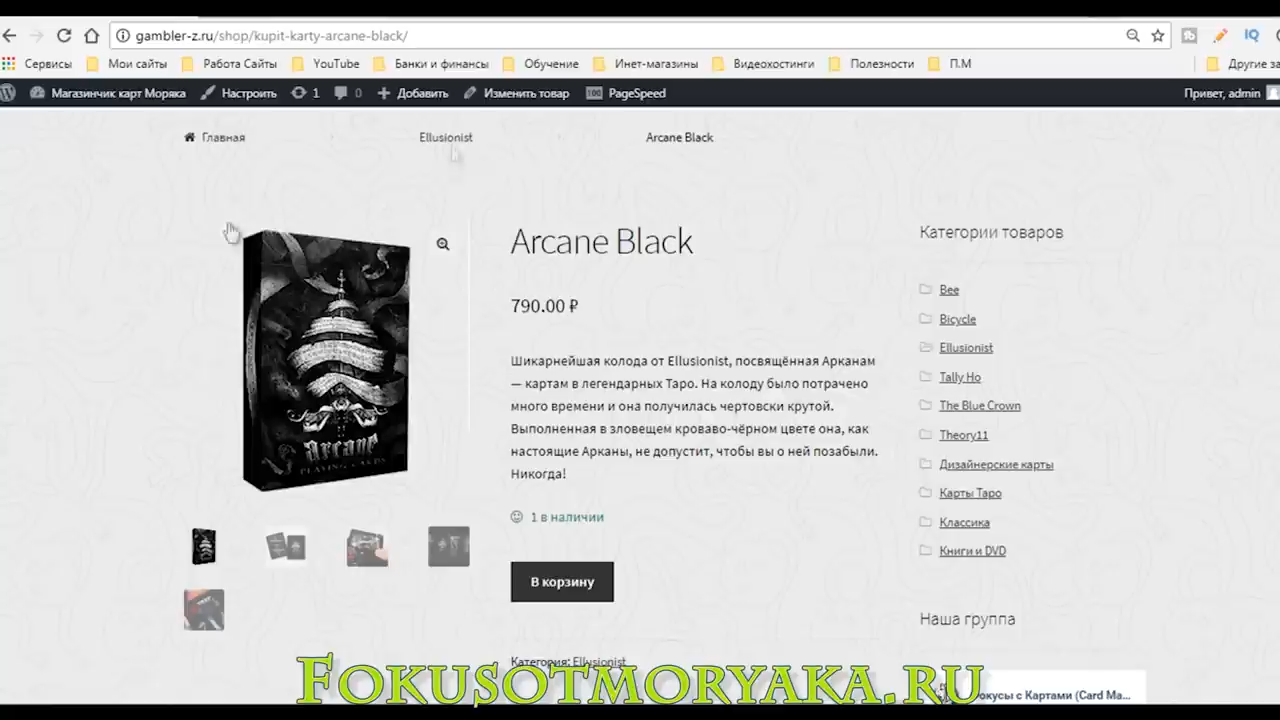 gambler-z.ru/shop/kupit-karty-arcane-black/
Сервисы Мои сайты Работа Сайты YouTube Банки и финансы Обучение Инет-магазины Видеохостинги Полезности П.М Другие за
Магазинчик карт Моряка Настроить 1 0 Добавить Изменить товар 100 PageSpeed Привет, admin
Главная Ellusionist Arcane Black
Arcane Black
790.00 ₽
Шикарнейшая колода от Ellusionist, посвящённая Арканам
— картам в легендарных Таро. На колоду было потрачено
много времени и она получилась чертовски крутой.
Выполненная в зловещем кроваво-чёрном цвете она, как
настоящие Арканы, не допустит, чтобы вы о ней позабыли.
Никогда!
1 в наличии
В корзину
Категория: Ellusionist
arcane
PLAYING CARDS
Категории товаров
Bee
Bicycle
Ellusionist
Tally Ho
The Blue Crown
Theory11
Дизайнерские карты
Карты Таро
Классика
Книги и DVD
Наша группа
Фокусы с Картами (Card Ma...
FOKUSOTMORYAKA.RU